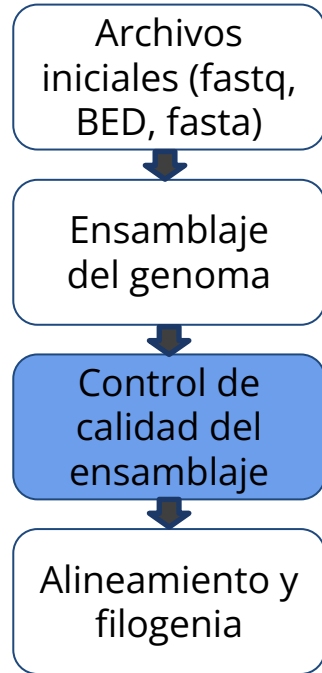 Archivos
iniciales (fastq,
BED, fasta)
Ensamblaje
del genoma
Control de
calidad del
ensamblaje
Alineamiento y
filogenia